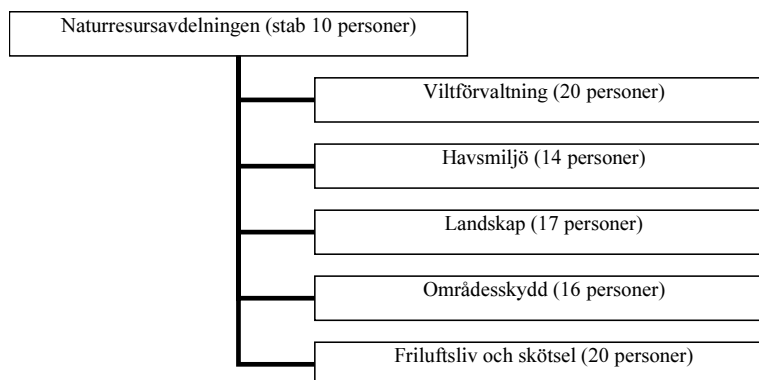 Naturresursavdelningen (stab 10 personer)
Viltförvaltning (20 personer)
Havsmiljö (14 personer)
Landskap (17 personer)
Områdesskydd (16 personer)
Friluftsliv och skötsel (20 personer)